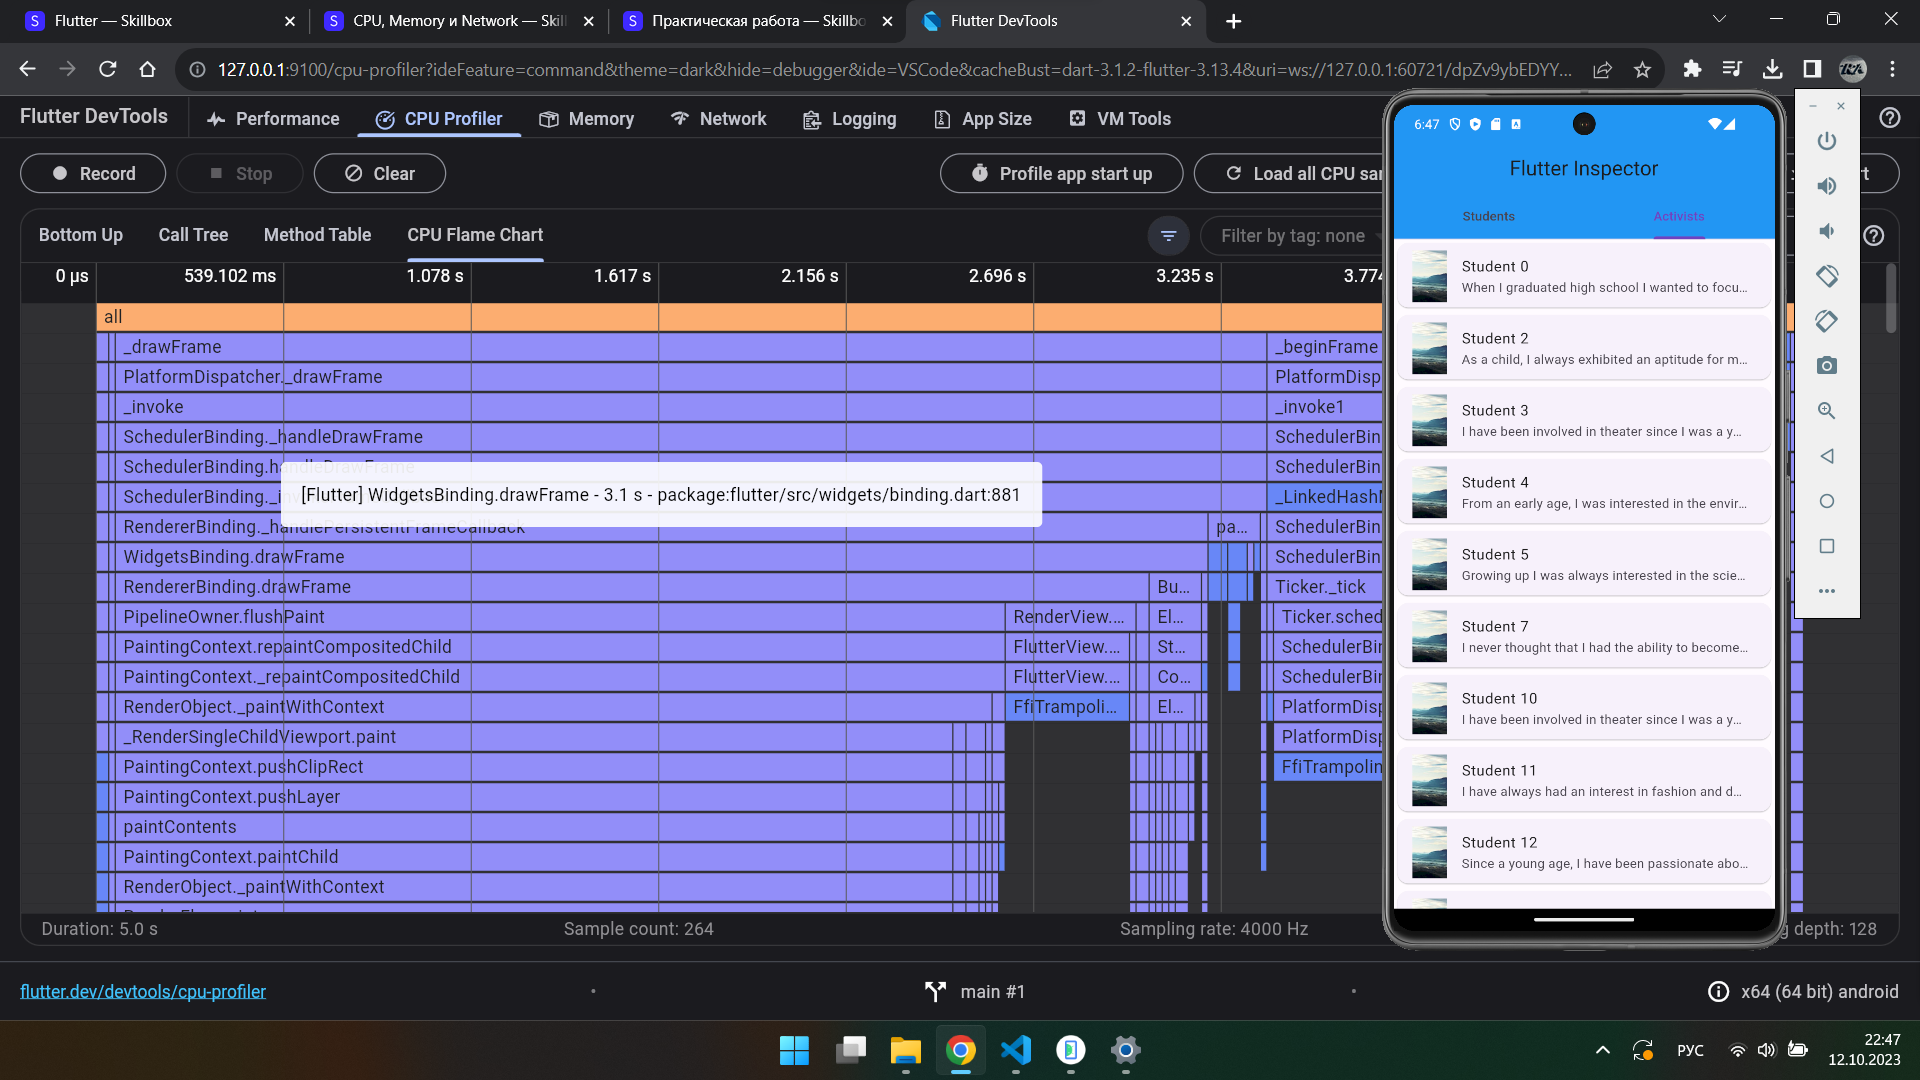 Flutter — Skillbox
CPU, Memory и Network — Skil
Практическая работа — Skillbo
Flutter DevTools
127.0.0.1:9100/cpu-profiler?ideFeature=command&theme=dark&hide=debugger&ide=VSCode&cacheBust=dart-3.1.2-flutter-3.13.4&uri=ws://127.0.0.1:60721/dpZv9ybEDYY...
Flutter DevTools
Performance
CPU Profiler
Memory
Network
Logging
App Size
VM Tools
Record
Stop
Clear
Profile app start up
Load all CPU sa
Bottom Up
Call Tree
Method Table
CPU Flame Chart
Filter by tag: none
0 µs
539.102 ms
1.078 s
1.617 s
2.156 s
2.696 s
3.235 s
3.774
all
_drawFrame
_beginFrame
PlatformDispatcher._drawFrame
PlatformDisp
_invoke
_invoke1
SchedulerBinding._handleDrawFrame
SchedulerBin
SchedulerBinding.handleDrawFrame
SchedulerBin
SchedulerBinding._in
_LinkedHash
[Flutter] WidgetsBinding.drawFrame - 3.1 s - package:flutter/src/widgets/binding.dart:881
RendererBinding._handlePersistentFrameCallback
pa...
SchedulerBin
WidgetsBinding.drawFrame
SchedulerBin
RendererBinding.drawFrame
Bu...
Ticker._tick
PipelineOwner.flushPaint
RenderView....
El...
Ticker.sched
PaintingContext.repaintCompositedChild
FlutterView....
St...
SchedulerBi
PaintingContext._repaintCompositedChild
FlutterView....
Co...
SchedulerBi
RenderObject._paintWithContext
FfiTrampoli...
El...
PlatformDisp
_RenderSingleChildViewport.paint
PlatformDisp
PaintingContext.pushClipRect
FfiTrampolin
PaintingContext.pushLayer
paintContents
PaintingContext.paintChild
RenderObject._paintWithContext
Duration: 5.0 s
Sample count: 264
Sampling rate: 4000 Hz
g depth: 128
flutter.dev/devtools/cpu-profiler
main #1
x64 (64 bit) android
6:47
Flutter Inspector
Students
Activists
Student 0
When I graduated high school I wanted to focu...
Student 2
As a child, I always exhibited an aptitude for m...
Student 3
I have been involved in theater since I was a y...
Student 4
From an early age, I was interested in the envir...
Student 5
Growing up I was always interested in the scie...
Student 7
I never thought that I had the ability to become...
Student 10
I have been involved in theater since I was a y...
Student 11
I have always had an interest in fashion and d...
Student 12
Since a young age, I have been passionate abo...
РУС
22:47
12.10.2023